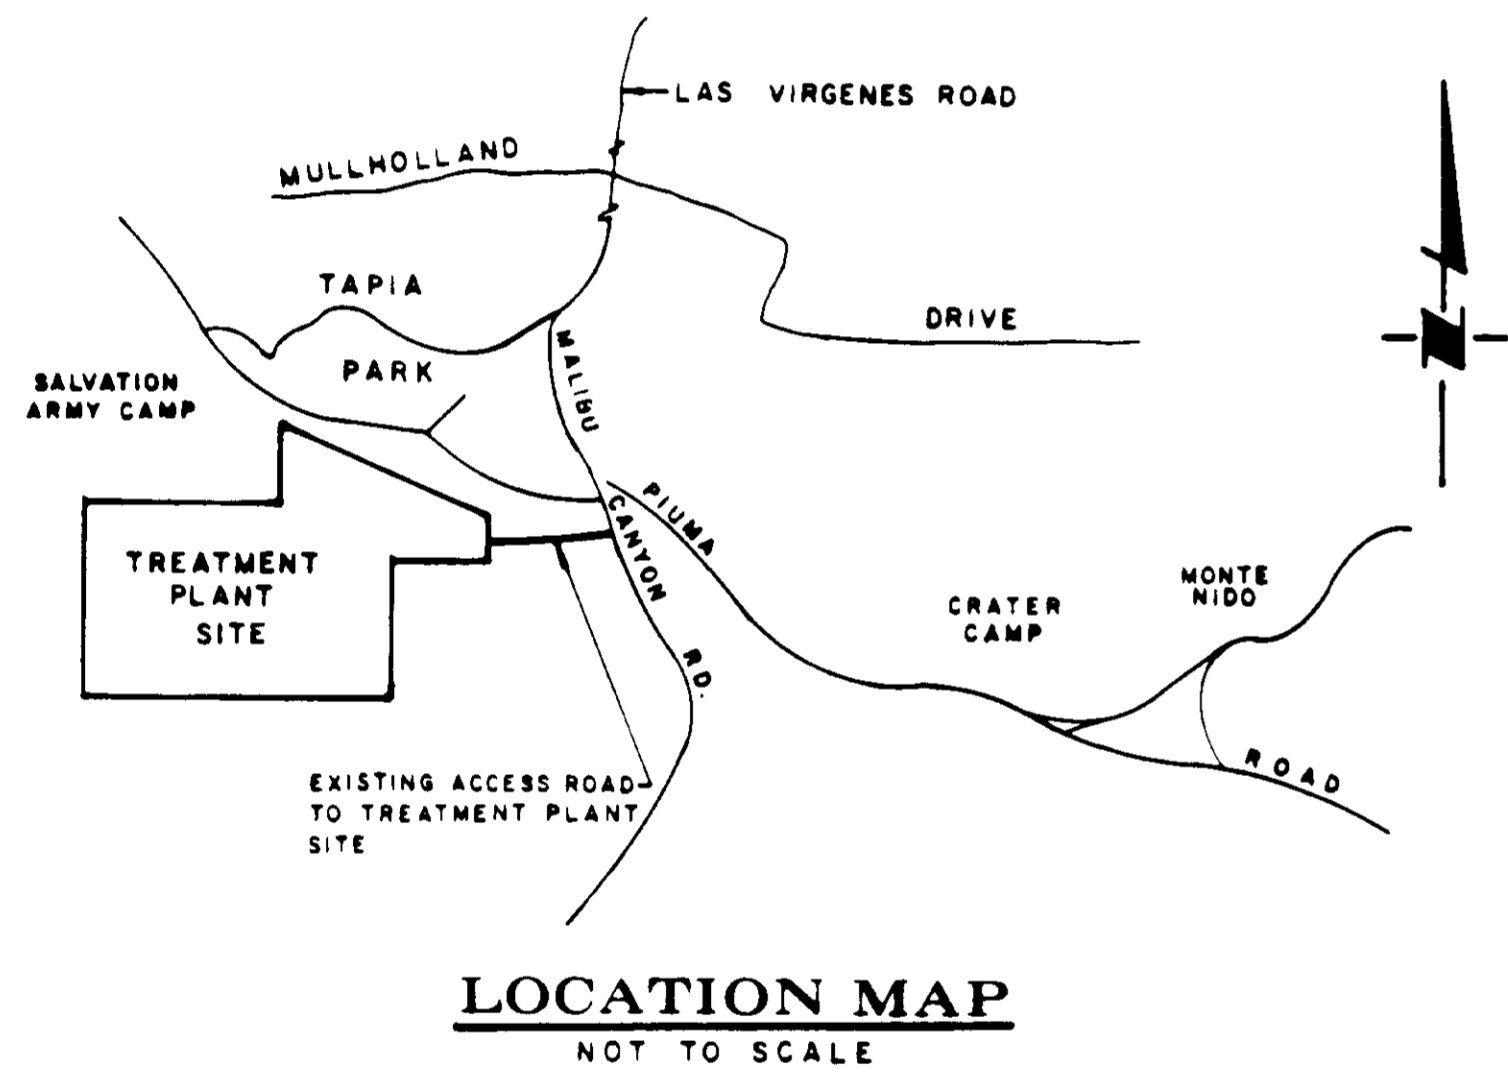 LAS VIRGENES ROAD
MULLHOLLAND
TAPIA
DRIVE
PARK
MALIBU
SALVATION
ARMY CAMP
PIUMA
CANYON
TREATMENT
PLANT
SITE
MONTE
NIDO
CRATER
CAMP
RD.
ROAD
EXISTING ACCESS ROAD
TO TREATMENT PLANT
SITE
N
LOCATION MAP
NOT TO SCALE